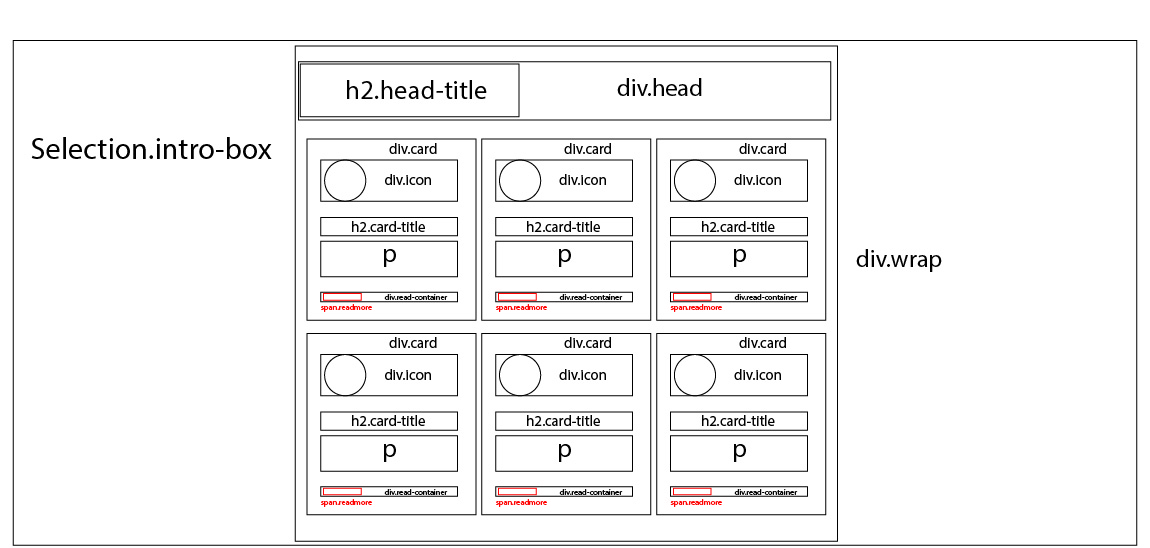 h2.head-title
div.head
Selection.intro-box
div.card
div.card
div.card
div.icon
div.icon
div.icon
h2.card-title
h2.card-title
h2.card-title
p
p
p
div.wrap
div.read-container
div.read-container
div.read-container
span.readmore
span.readmore
span.readmore
div.card
div.card
div.card
div.icon
div.icon
div.icon
h2.card-title
h2.card-title
h2.card-title
p
p
p
div.read-container
div.read-container
div.read-container
span.readmore
span.readmore
span.readmore